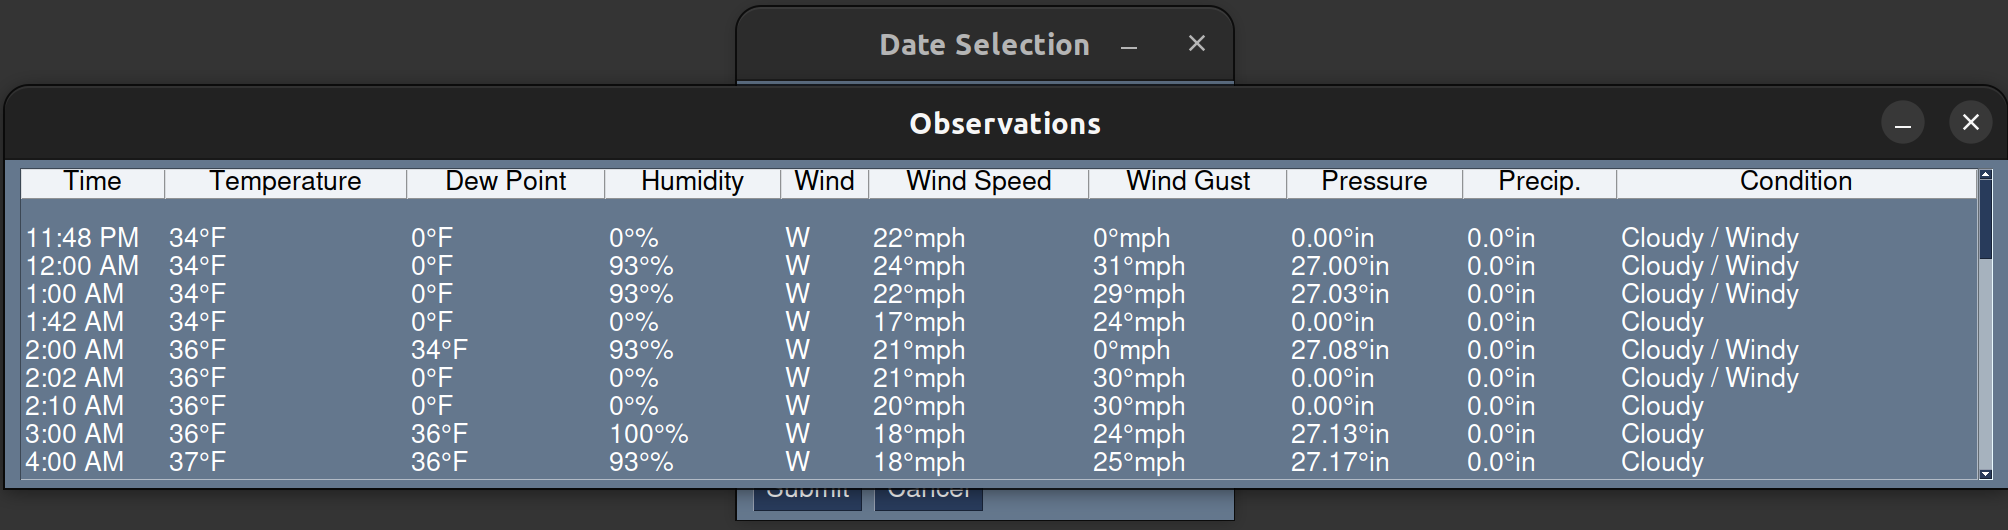 Date Selection
Observations
Time Temperature Dew Point Humidity Wind Wind Speed Wind Gust Pressure Precip. Condition
11:48 PM 34°F 0°F 0°% W 22°mph 0°mph 0.00°in 0.0°in Cloudy / Windy
12:00 AM 34°F 0°F 93°% W 24°mph 31°mph 27.00°in 0.0°in Cloudy / Windy
1:00 AM 34°F 0°F 93°% W 22°mph 29°mph 27.03°in 0.0°in Cloudy / Windy
1:42 AM 34°F 0°F 0°% W 17°mph 24°mph 0.00°in 0.0°in Cloudy
2:00 AM 36°F 34°F 93°% W 21°mph 0°mph 27.08°in 0.0°in Cloudy / Windy
2:02 AM 36°F 0°F 0°% W 21°mph 30°mph 0.00°in 0.0°in Cloudy / Windy
2:10 AM 36°F 0°F 0°% W 20°mph 30°mph 0.00°in 0.0°in Cloudy
3:00 AM 36°F 36°F 100°% W 18°mph 24°mph 27.13°in 0.0°in Cloudy
4:00 AM 37°F 36°F 93°% W 18°mph 25°mph 27.17°in 0.0°in Cloudy
Submit Cancel